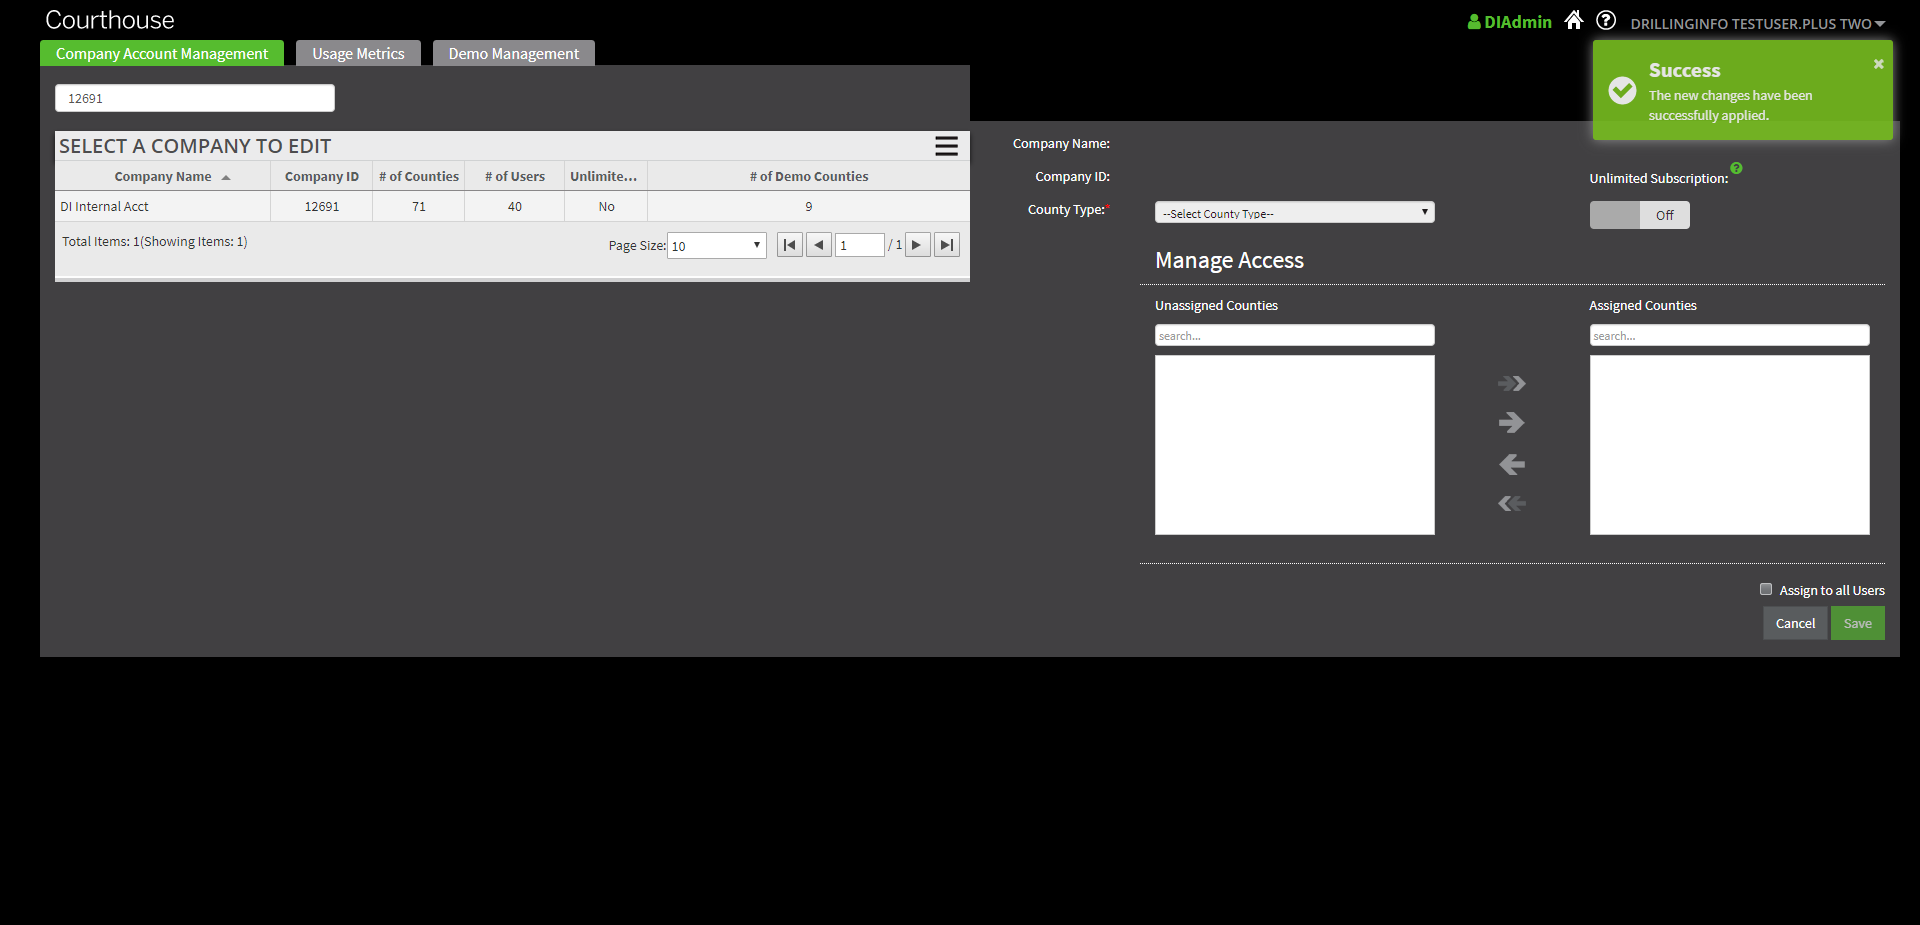 Courthouse
DIAdmin
DRILLINGINFO TESTUSER.PLUS TWO
Company Account Management
Usage Metrics
Demo Management
Success
The new changes have been
successfully applied.
12691
SELECT A COMPANY TO EDIT
Company Name
Company ID
# of Counties
# of Users
Unlimite...
# of Demo Counties
DI Internal Acct
12691
71
40
No
9
Total Items: 1(Showing Items: 1)
Page Size:
10
1
/ 1
Company Name:
Company ID:
Unlimited Subscription:
?
County Type:*
--Select County Type--
Off
Manage Access
Unassigned Counties
Assigned Counties
search...
search...
Assign to all Users
Cancel
Save